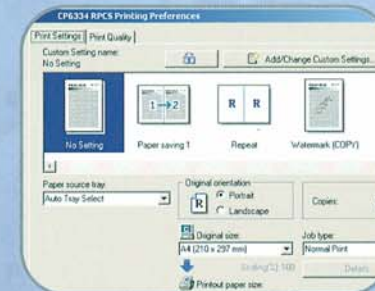 CP6334 RPCS Printing Preferences
Print Settings Print Quality
Custom Setting name:
No Setting
Add/Change Custom Settings...
1 2
R R
No Setting Paper saving 1 Repeat Watermark (COPY)
Paper source tray:
Auto Tray Select
Original orientation
R
Portrait
Landscape
Copies:
Original size:
A4 (210 x 297 mm)
Job type:
Normal Print
Scaling(%): 100
Details
Printout paper size: